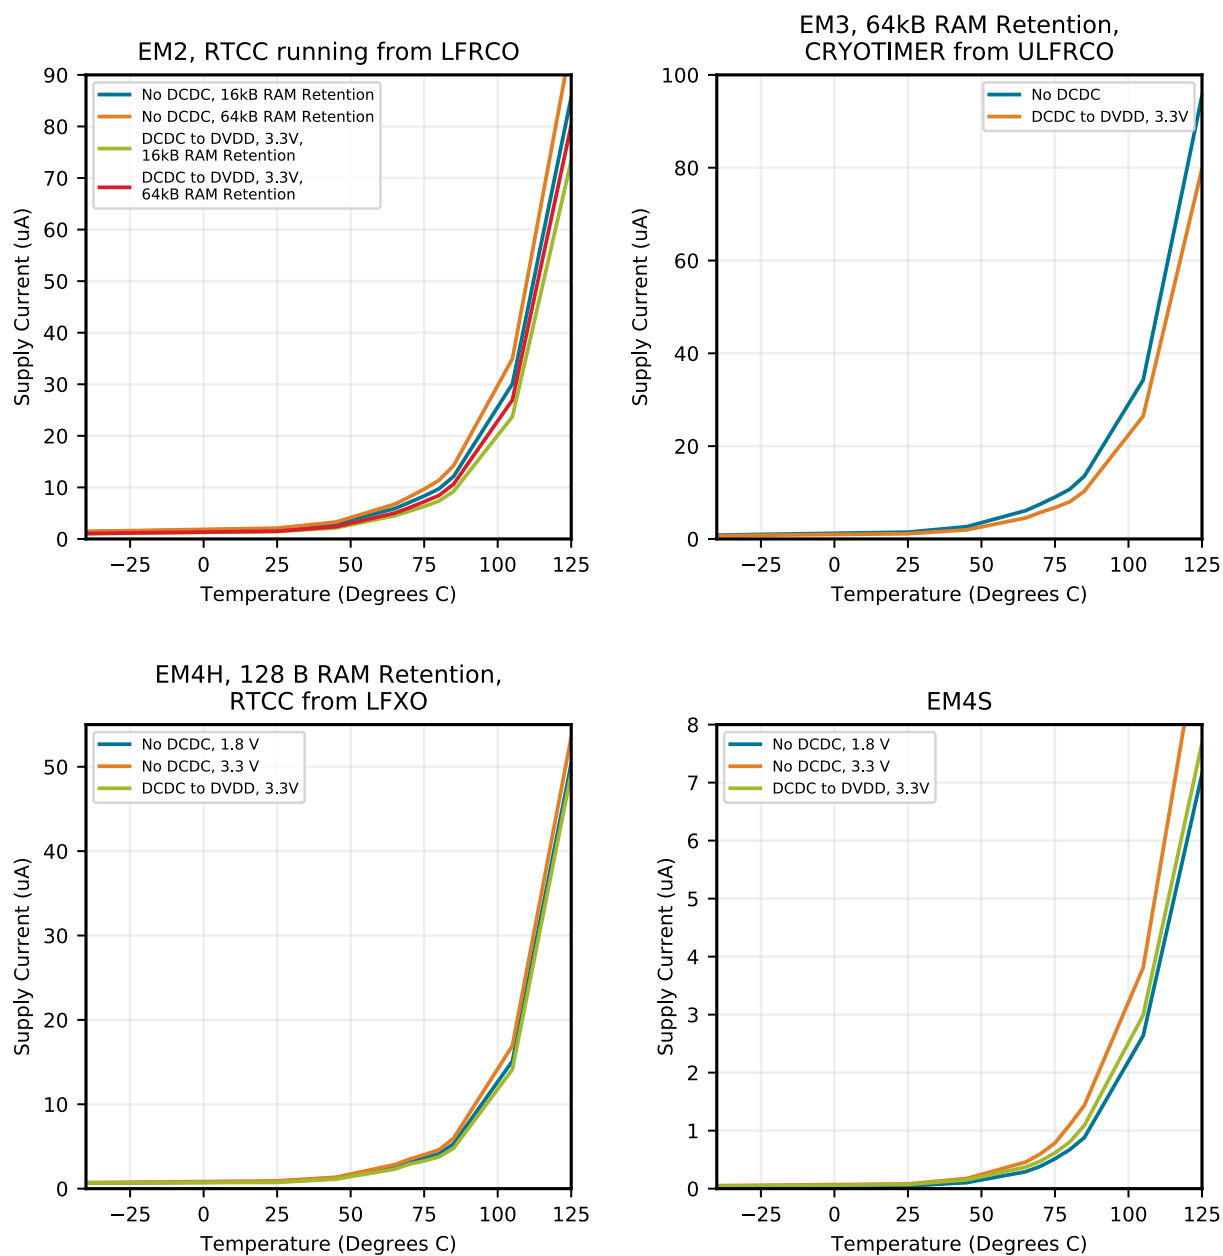 EM2, RTCC running from LFRCO
90
80
70
60
50
40
30
20
10
0
Supply Current (uA)
No DCDC, 16kB RAM Retention
No DCDC, 64kB RAM Retention
DCDC to DVDD, 3.3V,
16kB RAM Retention
DCDC to DVDD, 3.3V,
64kB RAM Retention
−25 0 25 50 75 100 125
Temperature (Degrees C)
EM3, 64kB RAM Retention,
CRYOTIMER from ULFRCO
100
80
60
40
20
0
Supply Current (uA)
No DCDC
DCDC to DVDD, 3.3V
−25 0 25 50 75 100 125
Temperature (Degrees C)
EM4H, 128 B RAM Retention,
RTCC from LFXO
50
40
30
20
10
0
Supply Current (uA)
No DCDC, 1.8 V
No DCDC, 3.3 V
DCDC to DVDD, 3.3V
−25 0 25 50 75 100 125
Temperature (Degrees C)
EM4S
8
7
6
5
4
3
2
1
0
Supply Current (uA)
No DCDC, 1.8 V
No DCDC, 3.3 V
DCDC to DVDD, 3.3V
−25 0 25 50 75 100 125
Temperature (Degrees C)